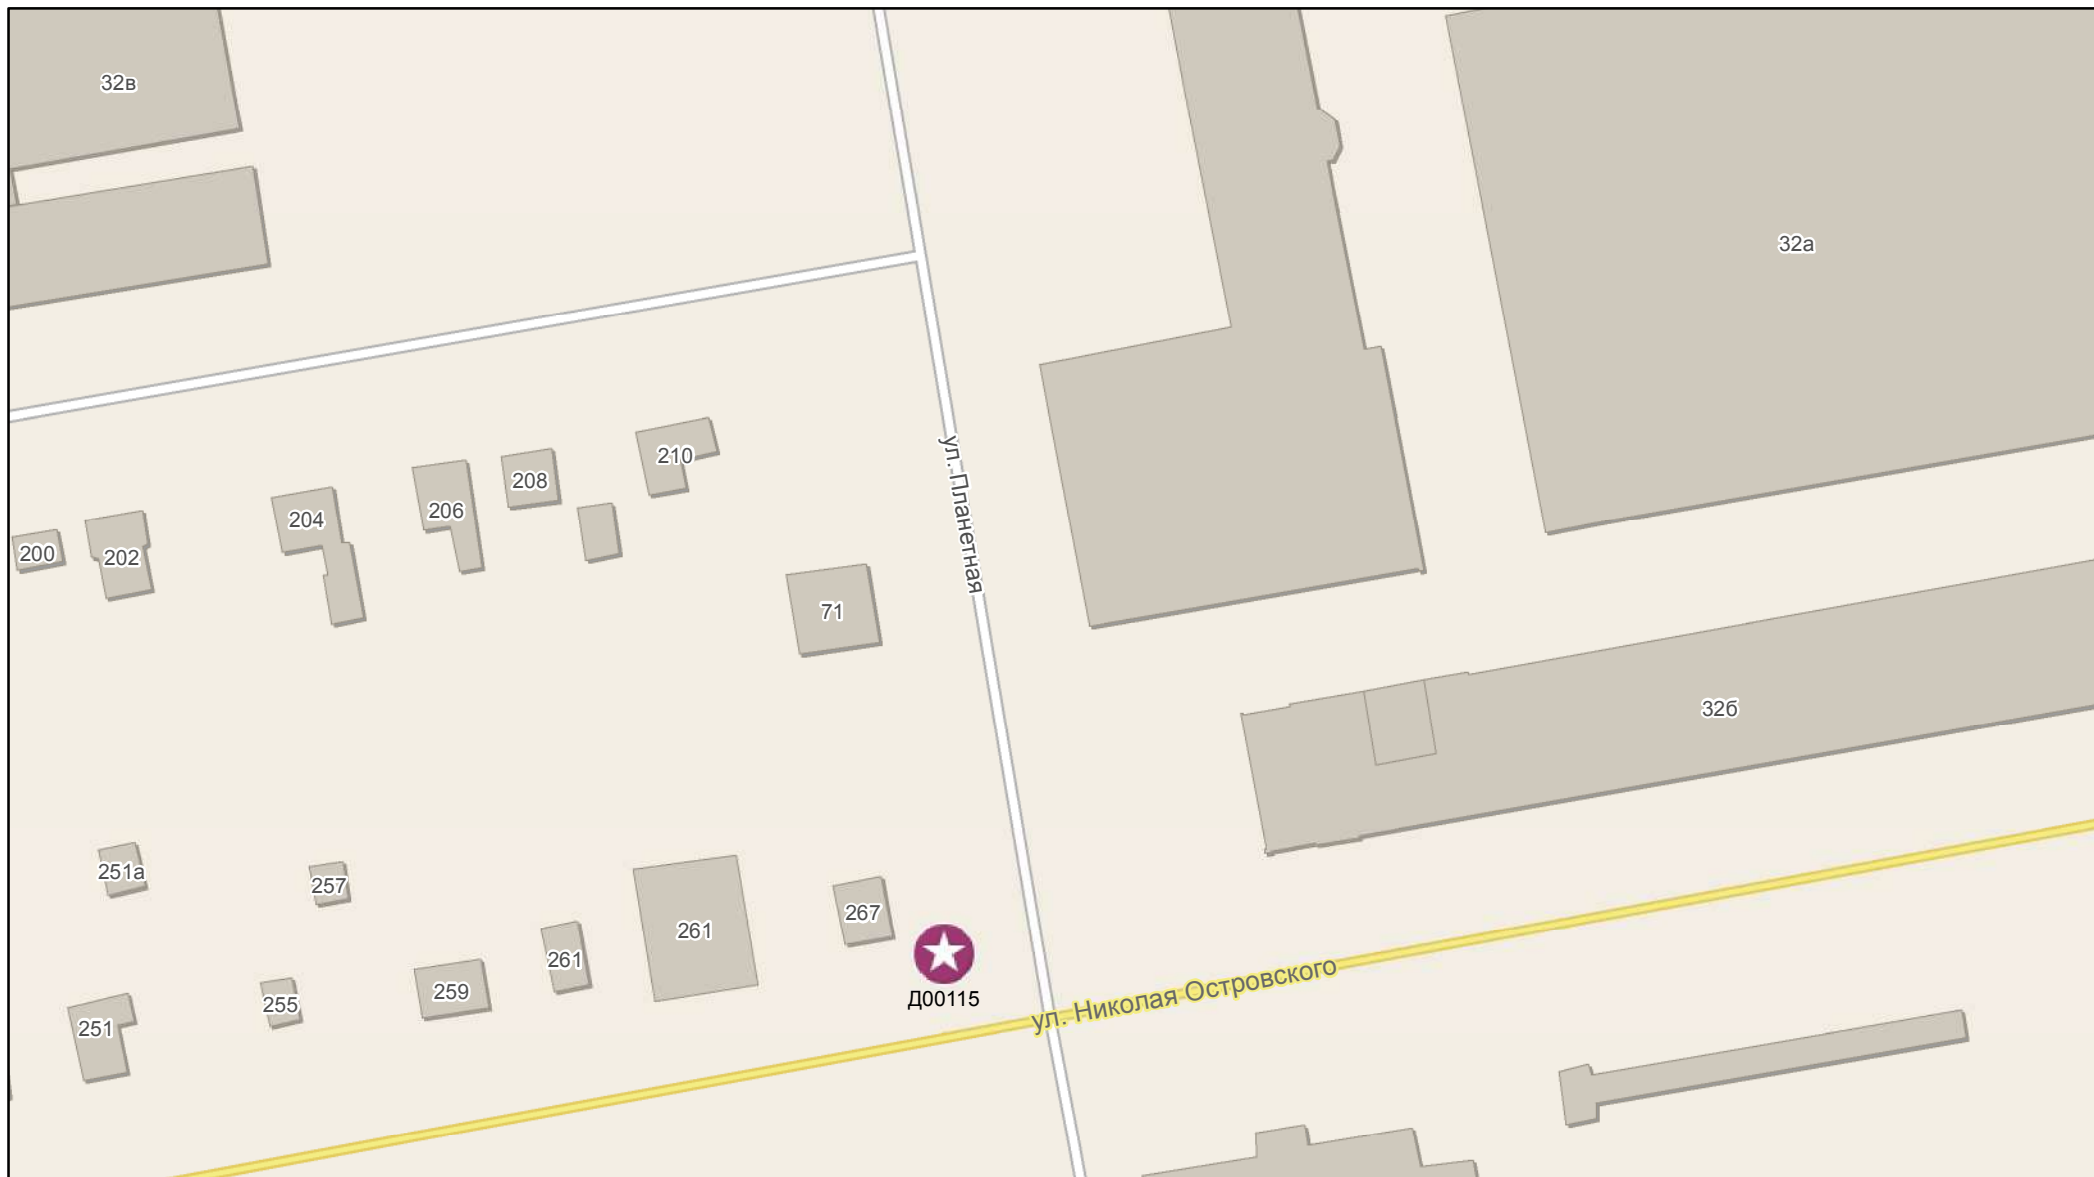 32в
32а
210
208
206
204
200
202
ул. Планетная
71
32б
251а
257
267
261
261
259
255
251
Д00115
ул. Николая Островского